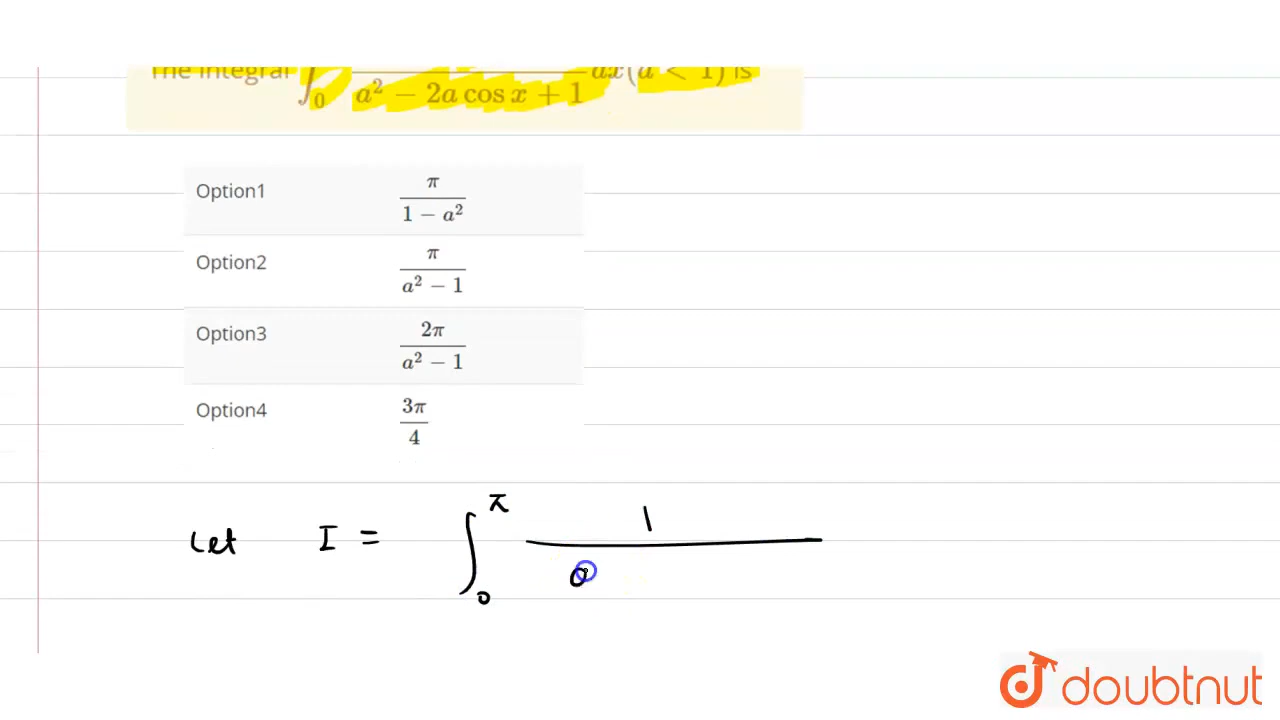 The integral ∫₀ / a² − 2a cos x + 1 dx(a < 1) is
Option1 π / 1 − a²
Option2 π / a² − 1
Option3 2π / a² − 1
Option4 3π / 4
Let I = ∫₀^π 1 / a
doubtnut